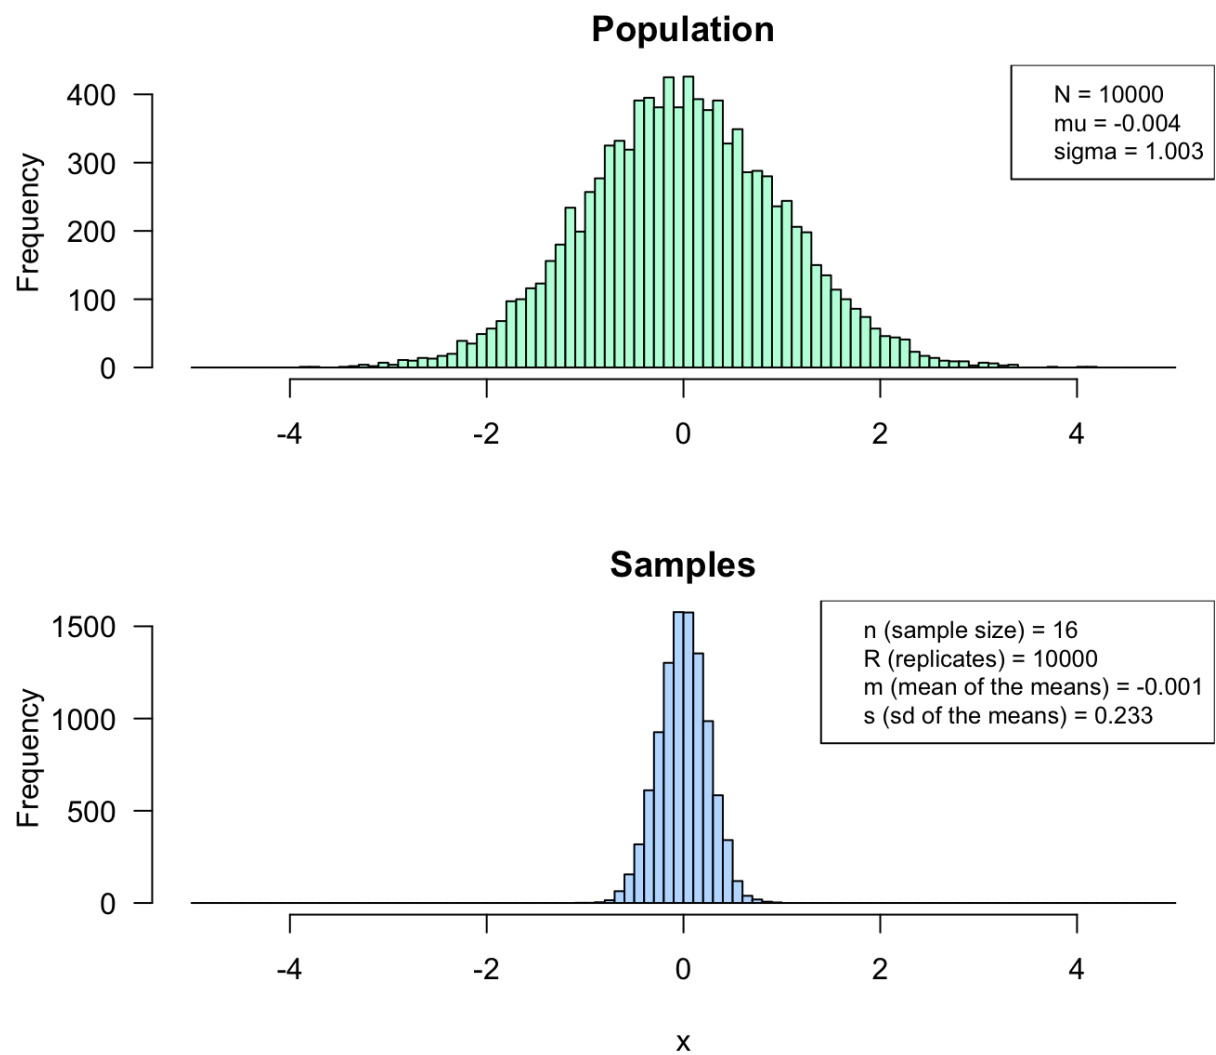 Population
N = 10000
mu = -0.004
sigma = 1.003
Frequency
400
300
200
100
0
-4 -2 0 2 4
Samples
n (sample size) = 16
R (replicates) = 10000
m (mean of the means) = -0.001
s (sd of the means) = 0.233
Frequency
1500
1000
500
0
-4 -2 0 2 4
x